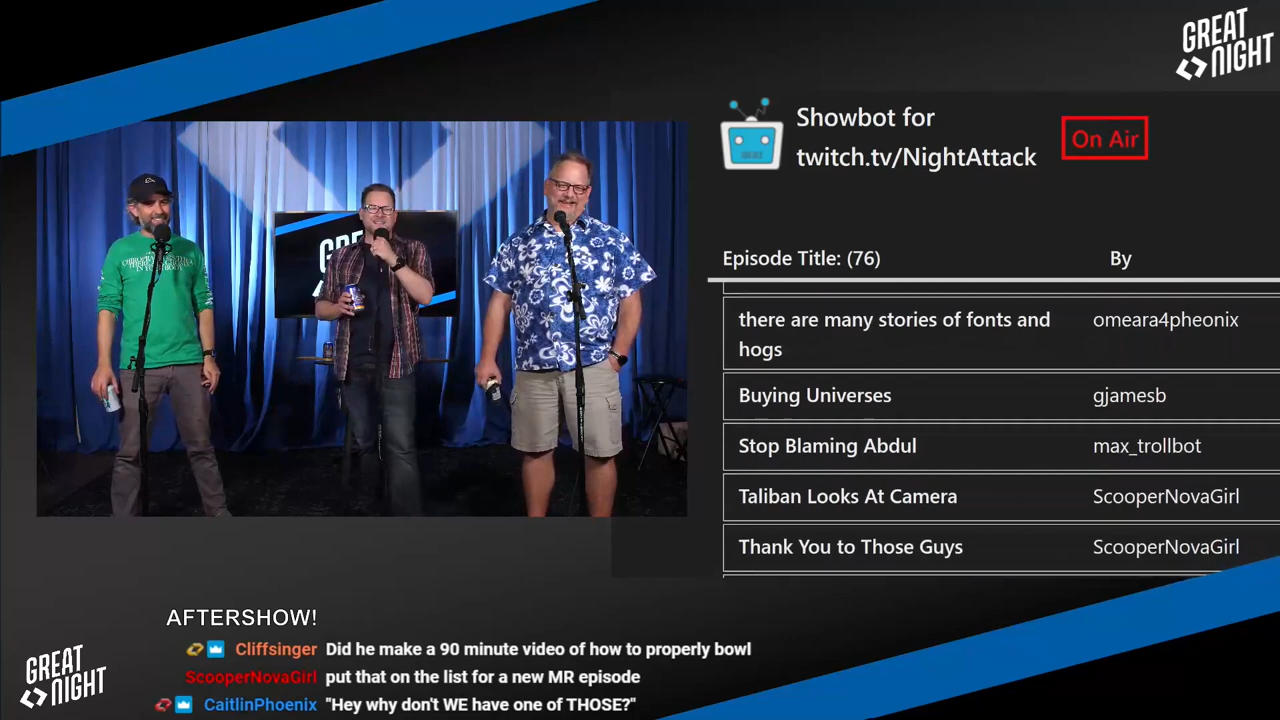 GREAT
NIGHT
Showbot for
twitch.tv/NightAttack
On Air
Episode Title: (76)
By
there are many stories of fonts and
hogs
omeara4pheonix
Buying Universes
gjamesb
Stop Blaming Abdul
max_trollbot
Taliban Looks At Camera
ScooperNovaGirl
Thank You to Those Guys
ScooperNovaGirl
AFTERSHOW!
Cliffsinger Did he make a 90 minute video of how to properly bowl
ScooperNovaGirl put that on the list for a new MR episode
CaitlinPhoenix "Hey why don't WE have one of THOSE?"
GREAT
NIGHT